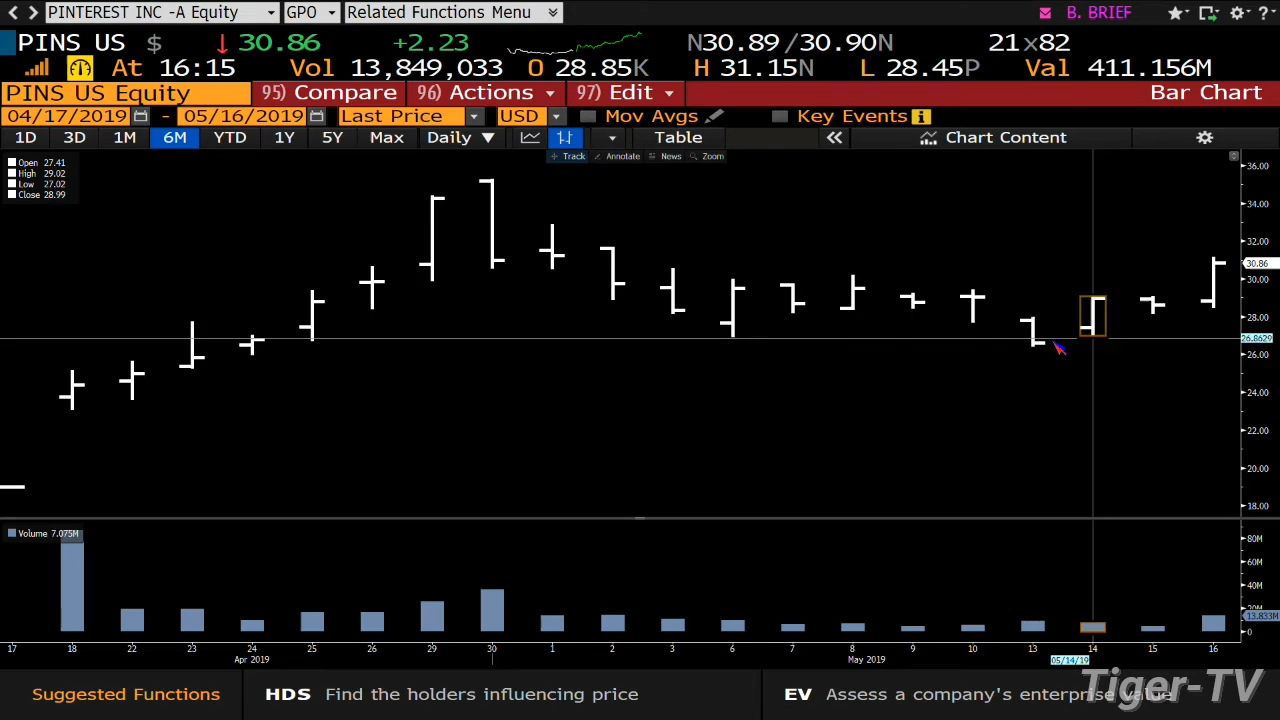 PINTEREST INC -A Equity GPO Related Functions Menu B. BRIEF ?
PINS US $ ↓ 30.86 +2.23 N30.89 /30.90N 21x82
At 16:15 Vol 13,849,033 O 28.85K H 31.15N L 28.45P Val 411.156M
PINS US Equity 95) Compare 96) Actions 97) Edit Bar Chart
04/17/2019 - 05/16/2019 Last Price USD Mov Avgs Key Events i
1D 3D 1M 6M YTD 1Y 5Y Max Daily ▼ Table « Chart Content
Track Annotate News Zoom
Open 27.41
High 29.02
Low 27.02
Close 28.99
36.00
34.00
32.00
30.86
30.00
28.00
26.8629
26.00
24.00
22.00
20.00
18.00
Volume 7.075M
80M
60M
40M
20M
13.833M
0
17 18 22 23 24 25 26 29 30 1 2 3 6 7 8 9 10 13 14 15 16
Apr 2019 May 2019 05/14/19
Suggested Functions HDS Find the holders influencing price EV Assess a company's enterprise value
Tiger-TV